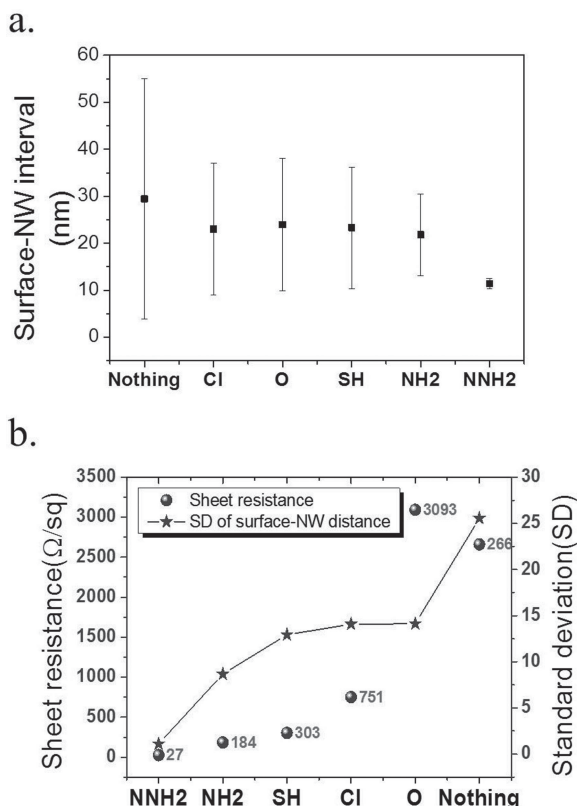 a.
60
50
40
30
20
10
0
Surface-NW interval
(nm)
Nothing Cl O SH NH2 NNH2
b.
3500
3000
2500
2000
1500
1000
500
0
Sheet resistance(Ω/sq)
Sheet resistance
SD of surface-NW distance
3093
266
751
303
184
27
30
25
20
15
10
5
0
Standard deviation(SD)
NNH2 NH2 SH Cl O Nothing